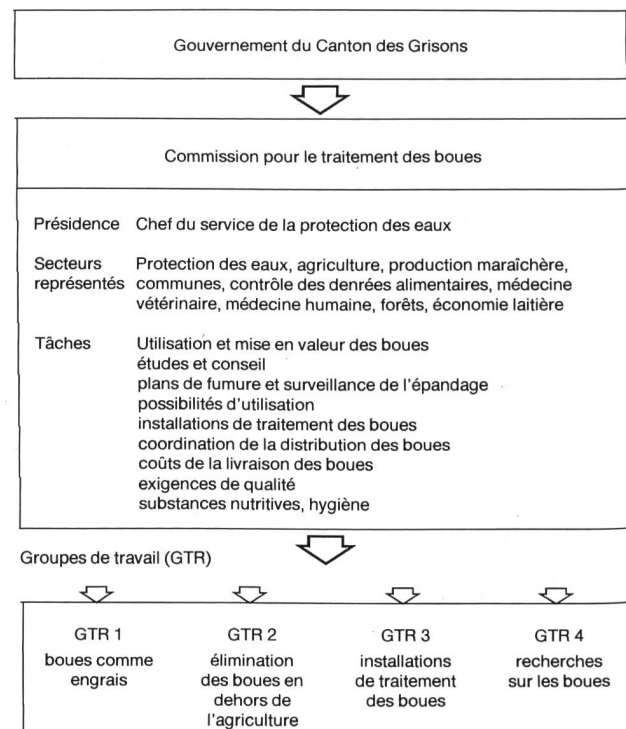 Gouvernement du Canton des Grisons
Commission pour le traitement des boues
Présidence Chef du service de la protection des eaux
Secteurs représentés Protection des eaux, agriculture, production maraîchère,
communes, contrôle des denrées alimentaires, médecine
vétérinaire, médecine humaine, forêts, économie laitière
Tâches Utilisation et mise en valeur des boues
études et conseil
plans de fumure et surveillance de l'épandage
possibilités d'utilisation
installations de traitement des boues
coordination de la distribution des boues
coûts de la livraison des boues
exigences de qualité
substances nutritives, hygiène
Groupes de travail (GTR)
GTR 1
boues comme
engrais
GTR 2
élimination
des boues en
dehors de
l'agriculture
GTR 3
installations
de traitement
des boues
GTR 4
recherches
sur les boues